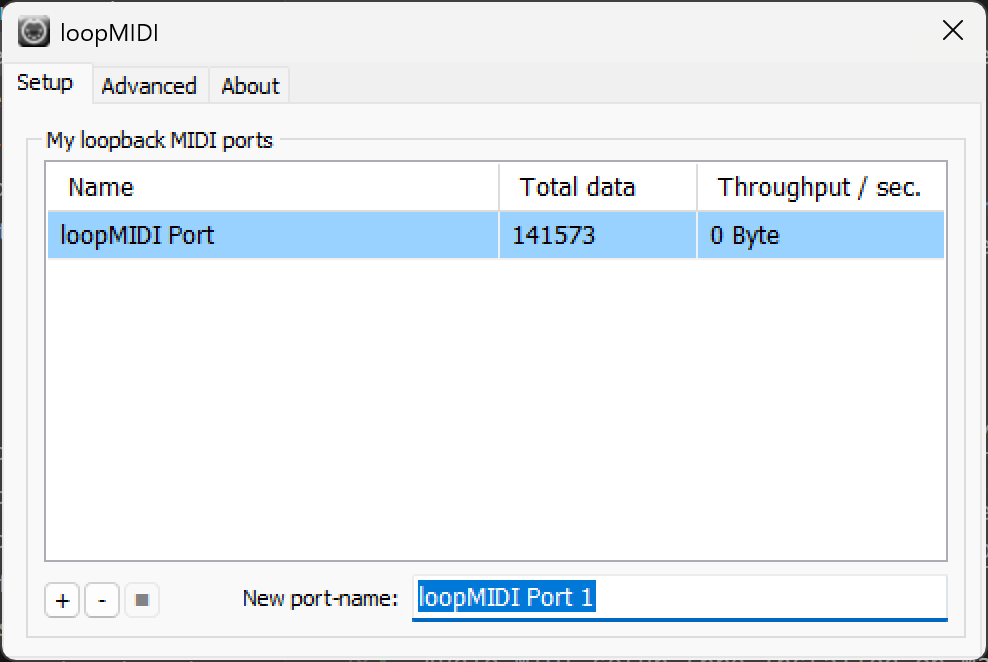 loopMIDI
Setup Advanced About
My loopback MIDI ports
Name Total data Throughput / sec.
loopMIDI Port 141573 0 Byte
+ - New port-name: loopMIDI Port 1